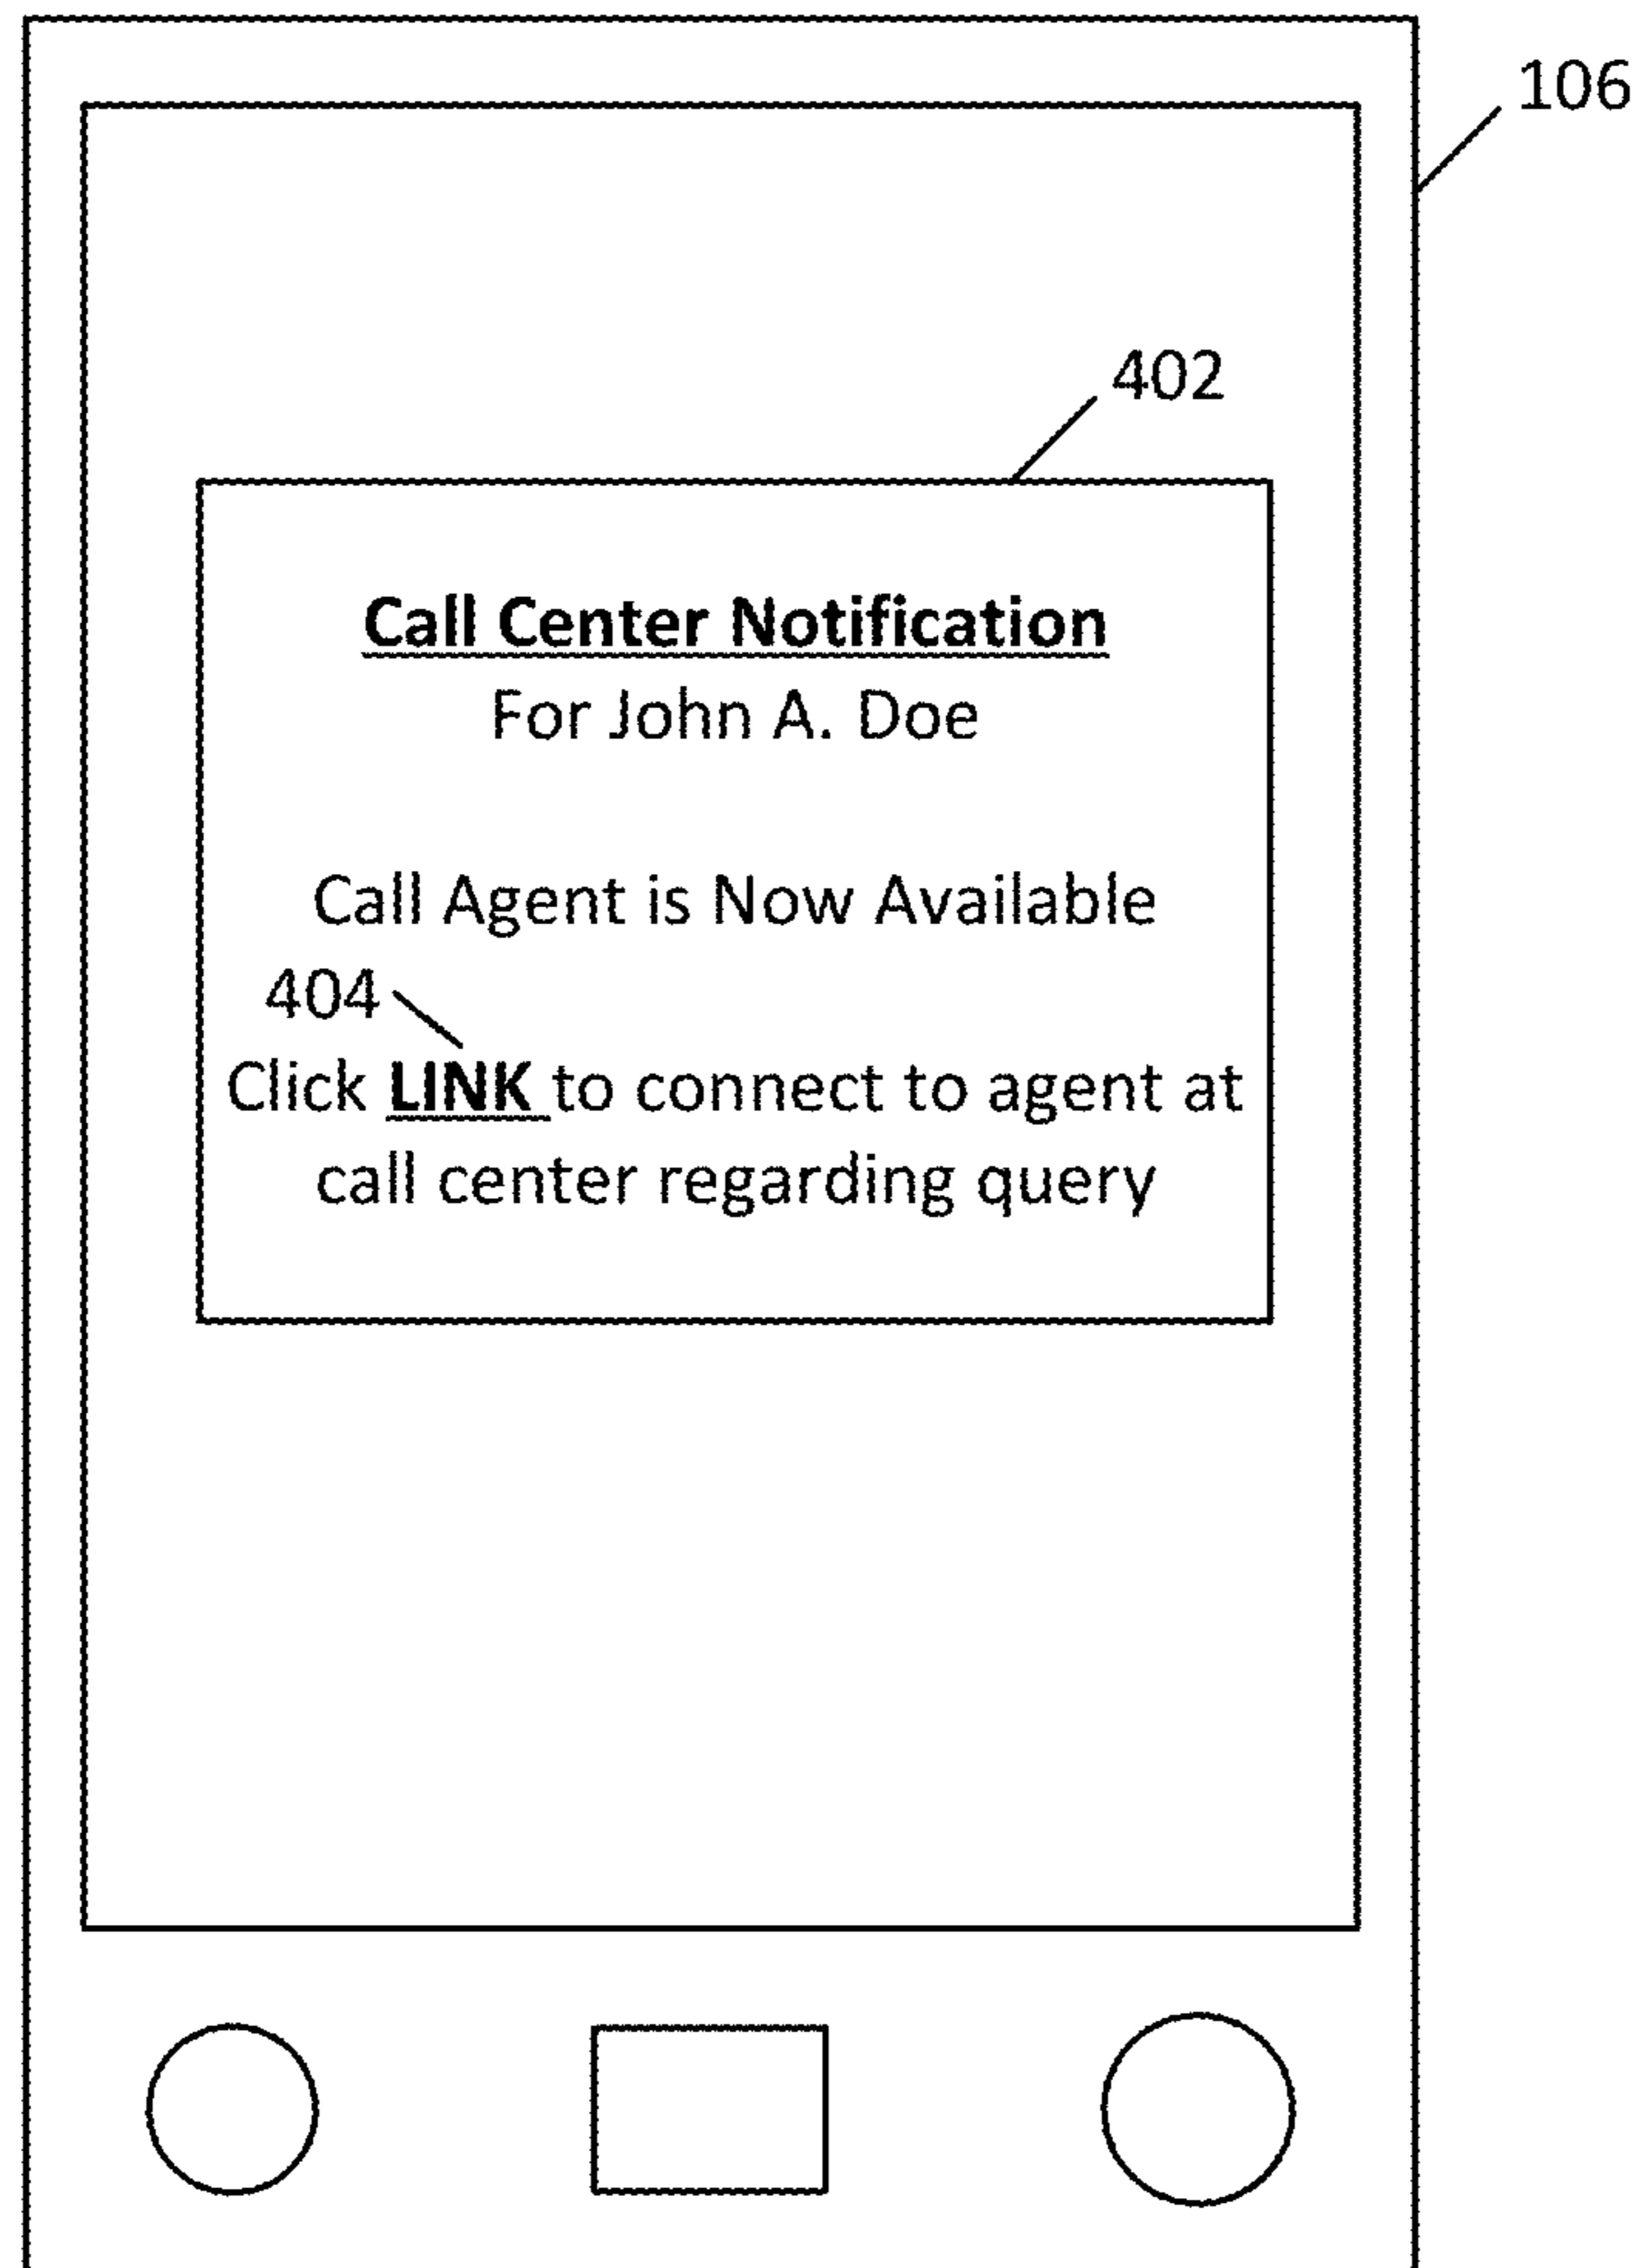 106
402
Call Center Notification
For John A. Doe
Call Agent is Now Available
404
Click LINK to connect to agent at
call center regarding query